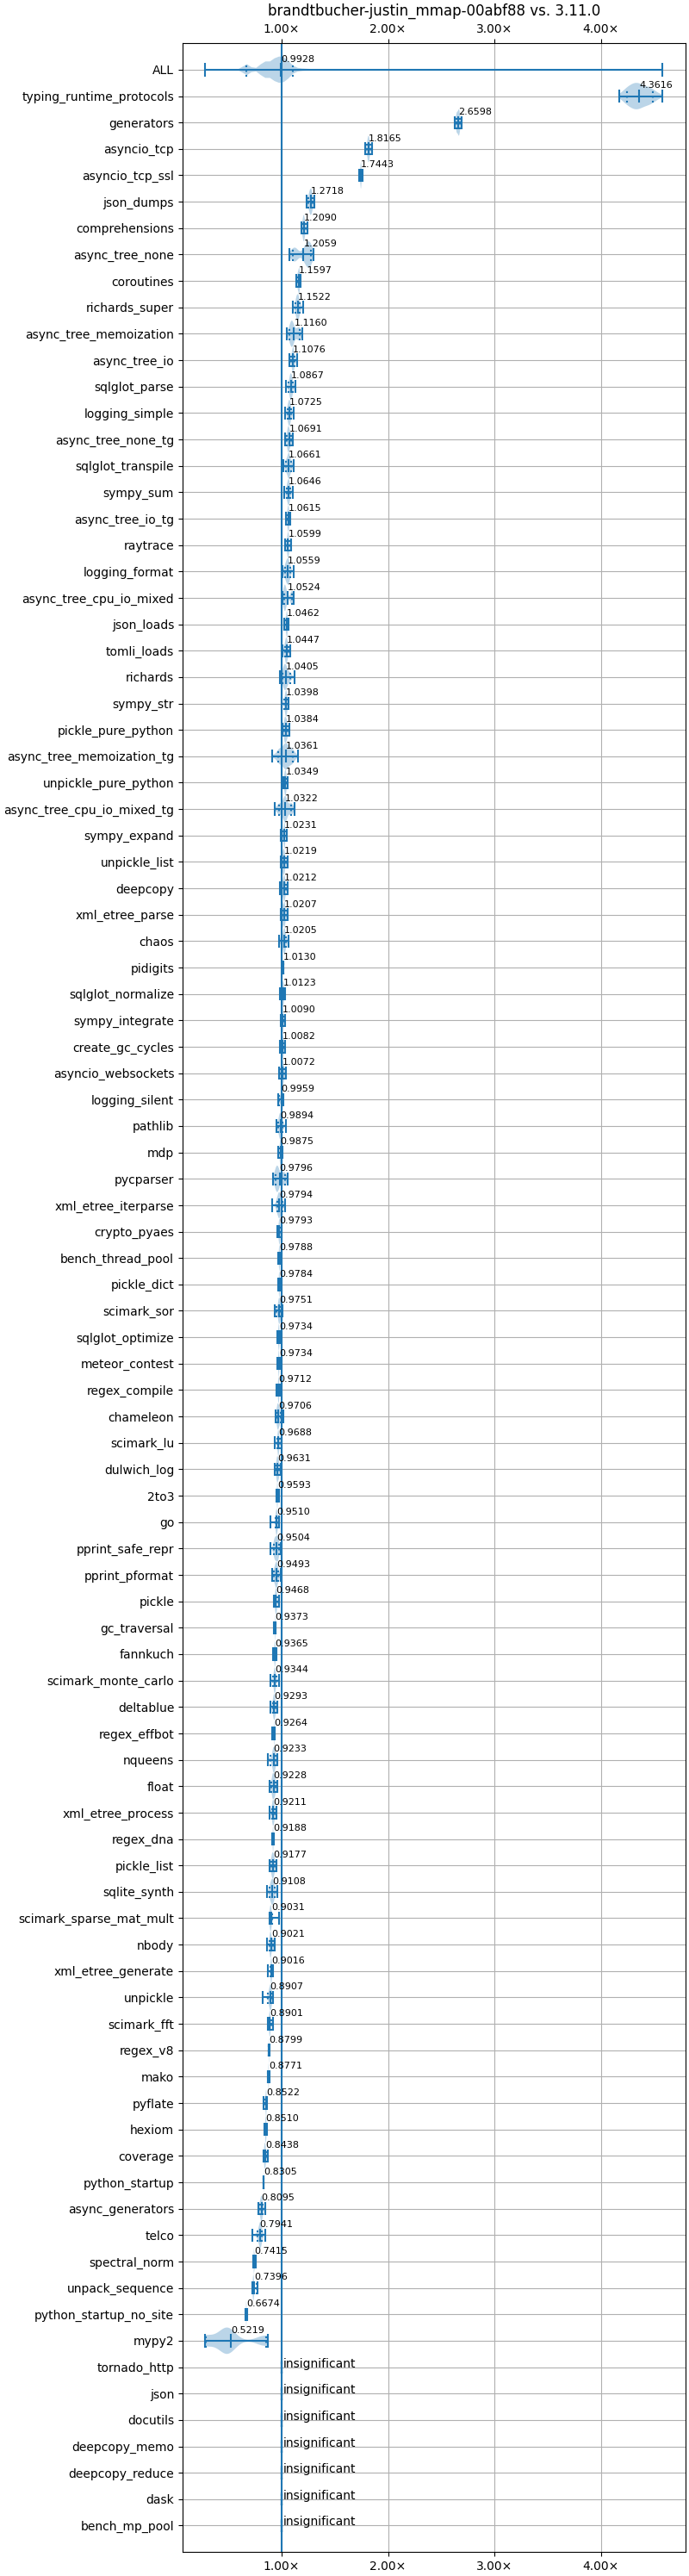 brandtbucher-justin_mmap-00abf88 vs. 3.11.0
1.00× 2.00× 3.00× 4.00×
ALL 0.9928
typing_runtime_protocols 4.3616
generators 2.6598
asyncio_tcp 1.8165
asyncio_tcp_ssl 1.7443
json_dumps 1.2718
comprehensions 1.2090
async_tree_none 1.2059
coroutines 1.1597
richards_super 1.1522
async_tree_memoization 1.1160
async_tree_io 1.1076
sqlglot_parse 1.0867
logging_simple 1.0725
async_tree_none_tg 1.0691
sqlglot_transpile 1.0661
sympy_sum 1.0646
async_tree_io_tg 1.0615
raytrace 1.0599
logging_format 1.0559
async_tree_cpu_io_mixed 1.0524
json_loads 1.0462
tomli_loads 1.0447
richards 1.0405
sympy_str 1.0398
pickle_pure_python 1.0384
async_tree_memoization_tg 1.0361
unpickle_pure_python 1.0349
async_tree_cpu_io_mixed_tg 1.0322
sympy_expand 1.0231
unpickle_list 1.0219
deepcopy 1.0212
xml_etree_parse 1.0207
chaos 1.0205
pidigits 1.0130
sqlglot_normalize 1.0123
sympy_integrate 1.0090
create_gc_cycles 1.0082
asyncio_websockets 1.0072
logging_silent 0.9959
pathlib 0.9894
mdp 0.9875
pycparser 0.9796
xml_etree_iterparse 0.9794
crypto_pyaes 0.9793
bench_thread_pool 0.9788
pickle_dict 0.9784
scimark_sor 0.9751
sqlglot_optimize 0.9734
meteor_contest 0.9734
regex_compile 0.9712
chameleon 0.9706
scimark_lu 0.9688
dulwich_log 0.9631
2to3 0.9593
go 0.9510
pprint_safe_repr 0.9504
pprint_pformat 0.9493
pickle 0.9468
gc_traversal 0.9373
fannkuch 0.9365
scimark_monte_carlo 0.9344
deltablue 0.9293
regex_effbot 0.9264
nqueens 0.9233
float 0.9228
xml_etree_process 0.9211
regex_dna 0.9188
pickle_list 0.9177
sqlite_synth 0.9108
scimark_sparse_mat_mult 0.9031
nbody 0.9021
xml_etree_generate 0.9016
unpickle 0.8907
scimark_fft 0.8901
regex_v8 0.8799
mako 0.8771
pyflate 0.8522
hexiom 0.8510
coverage 0.8438
python_startup 0.8305
async_generators 0.8095
telco 0.7941
spectral_norm 0.7415
unpack_sequence 0.7396
python_startup_no_site 0.6674
mypy2 0.5219
tornado_http insignificant
json insignificant
docutils insignificant
deepcopy_memo insignificant
deepcopy_reduce insignificant
dask insignificant
bench_mp_pool insignificant
1.00× 2.00× 3.00× 4.00×